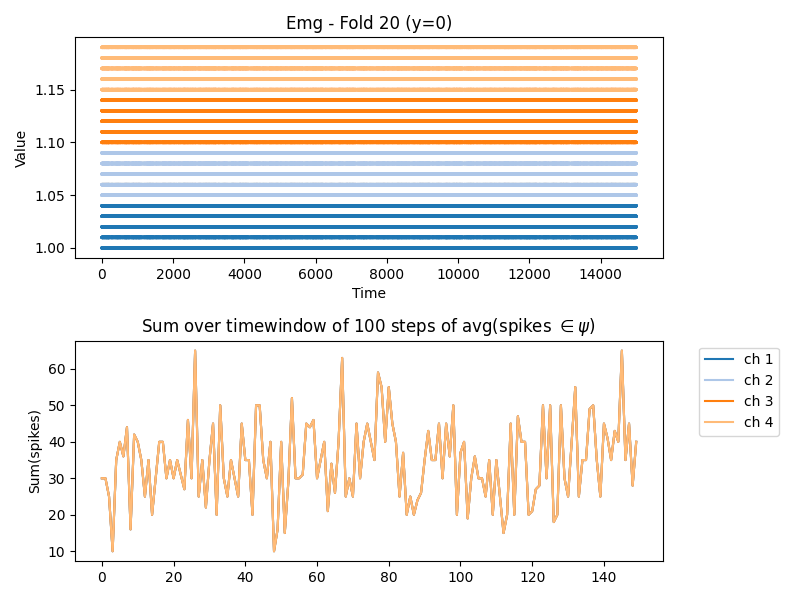 Emg - Fold 20 (y=0)
Value
1.15
1.10
1.05
1.00
0 2000 4000 6000 8000 10000 12000 14000
Time
Sum over timewindow of 100 steps of avg(spikes ∈ψ)
Sum(spikes)
60
50
40
30
20
10
0 20 40 60 80 100 120 140
ch 1
ch 2
ch 3
ch 4